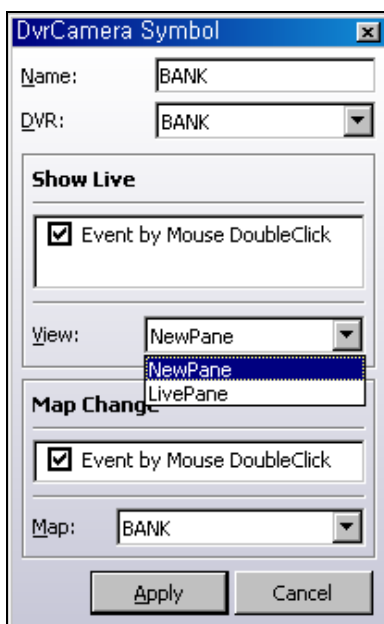 DvrCamera Symbol
Name: BANK
DVR: BANK
Show Live
Event by Mouse DoubleClick
View: NewPane
NewPane
LivePane
Map Change
Event by Mouse DoubleClick
Map: BANK
Apply Cancel